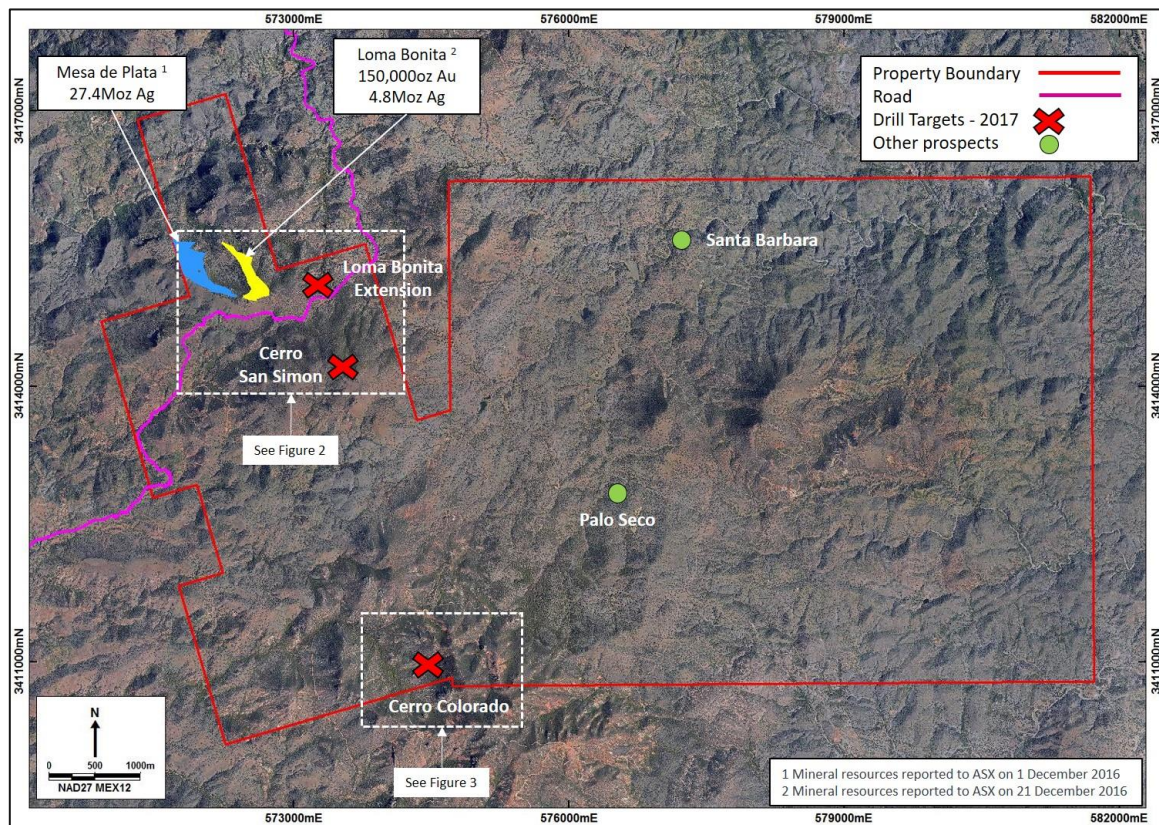 573000mE
576000mE
579000mE
582000mE
Mesa de Plata ¹
27.4Moz Ag
Loma Bonita ²
150,000oz Au
4.8Moz Ag
Property Boundary
Road
Drill Targets - 2017
Other prospects
3417000mN
3417000mN
Santa Barbara
Loma Bonita
Extension
Cerro
San Simon
3414000mN
3414000mN
See Figure 2
Palo Seco
3411000mN
3411000mN
Cerro Colorado
See Figure 3
N
0 500 1000m
NAD27 MEX12
1 Mineral resources reported to ASX on 1 December 2016
2 Mineral resources reported to ASX on 21 December 2016
573000mE
576000mE
579000mE
582000mE